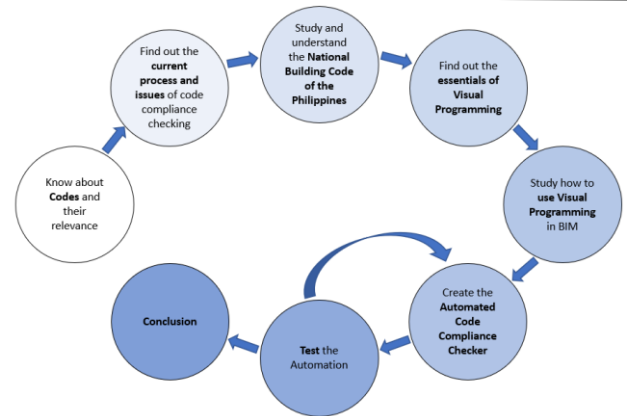 Know about
Codes and
their
relevance
Find out the
current
process and
issues of code
compliance
checking
Study and
understand
the National
Building Code
of the
Philippines
Find out the
essentials of
Visual
Programming
Study how to
use Visual
Programming
in BIM
Create the
Automated
Code
Compliance
Checker
Test the
Automation
Conclusion